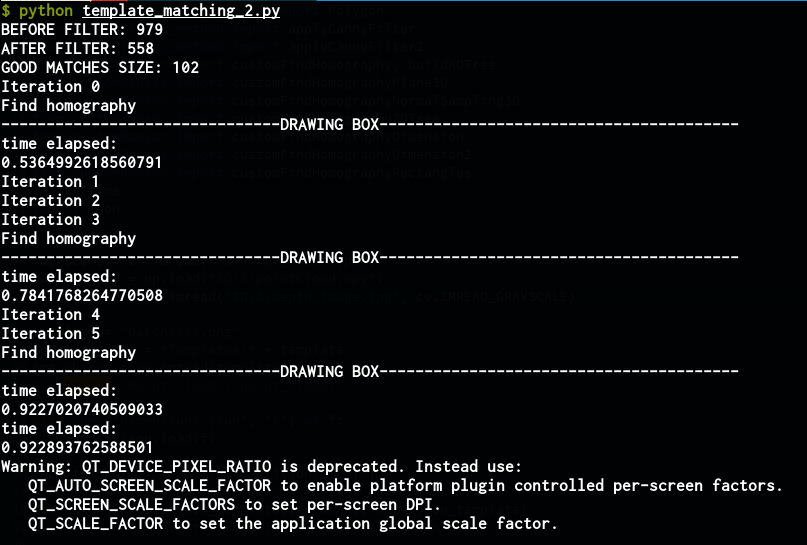 $ python template_matching_2.py
BEFORE FILTER: 979
AFTER FILTER: 558
GOOD MATCHES SIZE: 102
Iteration 0
Find homography
-------------------------------DRAWING BOX----------------------------------------
time elapsed:
0.5364992618560791
Iteration 1
Iteration 2
Iteration 3
Find homography
-------------------------------DRAWING BOX----------------------------------------
time elapsed:
0.7841768264770508
Iteration 4
Iteration 5
Find homography
-------------------------------DRAWING BOX----------------------------------------
time elapsed:
0.9227020740509033
time elapsed:
0.922893762588501
Warning: QT_DEVICE_PIXEL_RATIO is deprecated. Instead use:
   QT_AUTO_SCREEN_SCALE_FACTOR to enable platform plugin controlled per-screen factors.
   QT_SCREEN_SCALE_FACTORS to set per-screen DPI.
   QT_SCALE_FACTOR to set the application global scale factor.